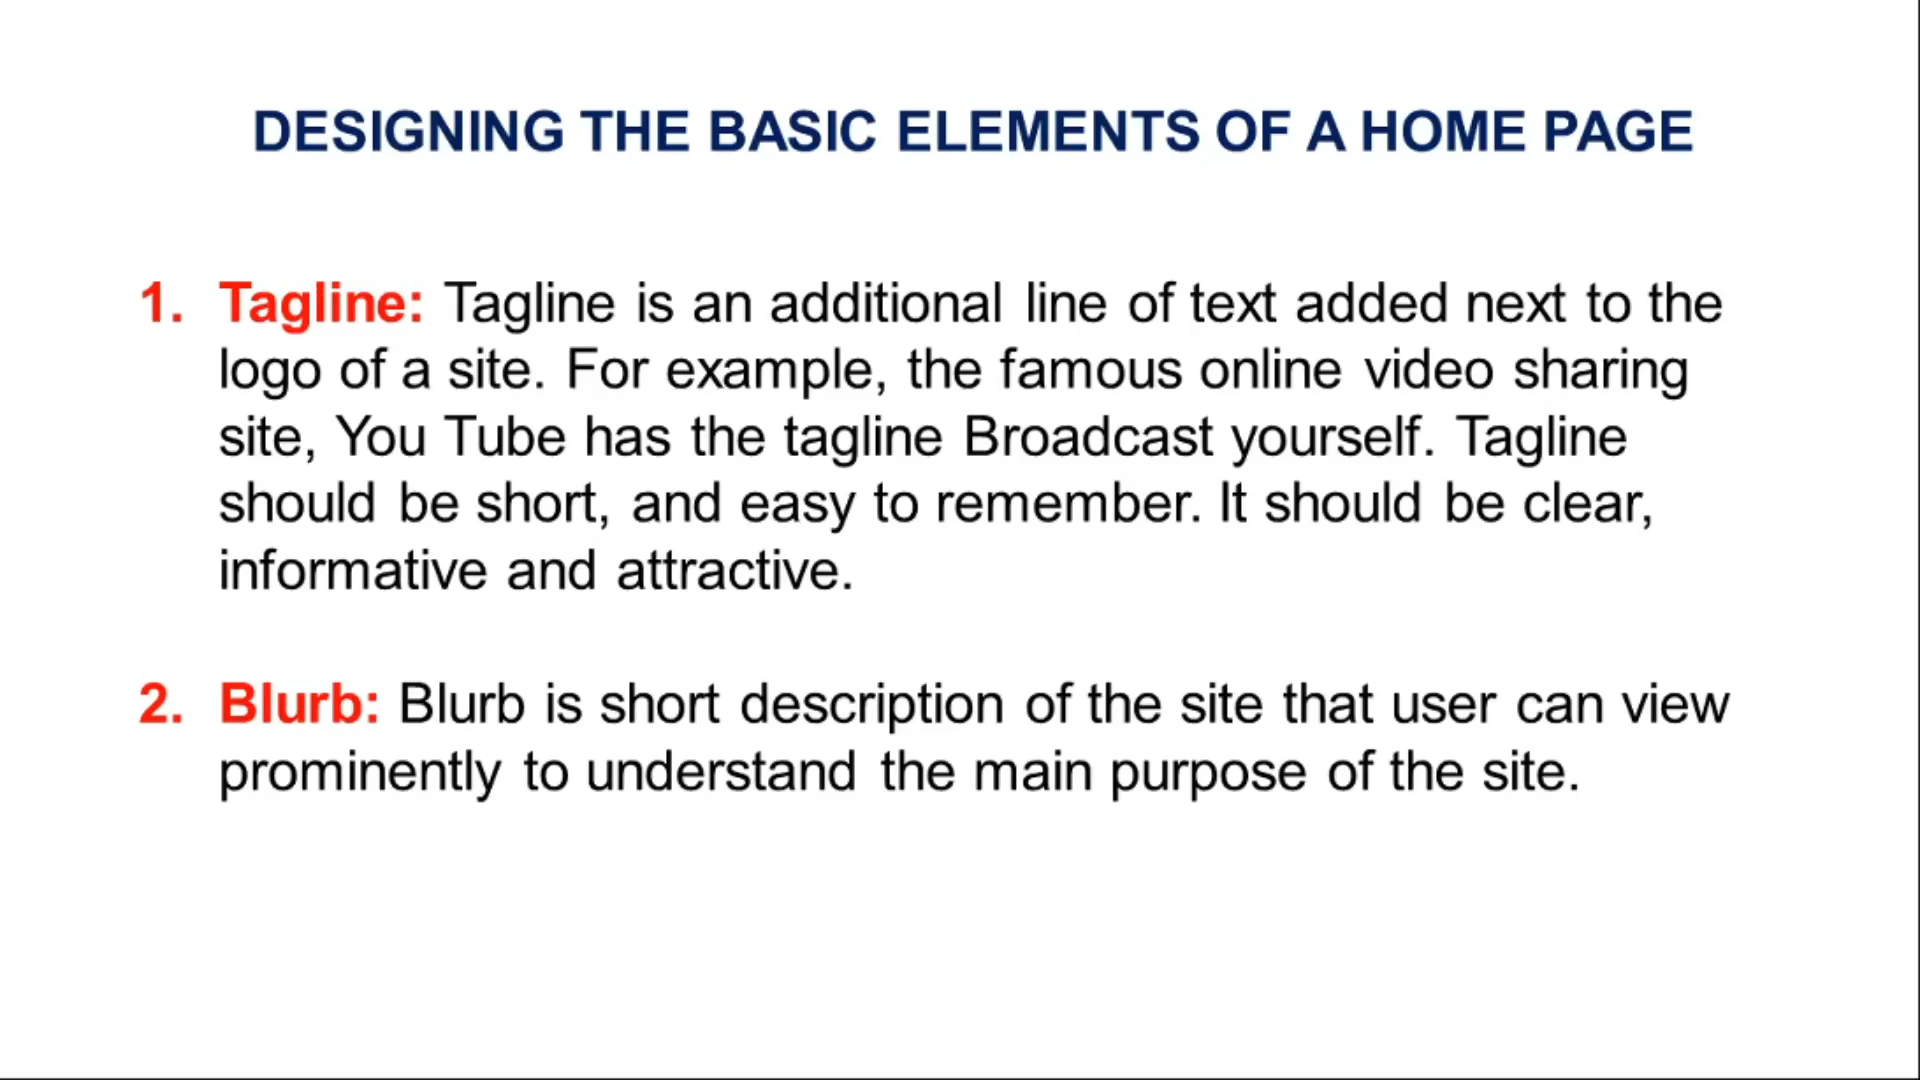 DESIGNING THE BASIC ELEMENTS OF A HOME PAGE
1. Tagline: Tagline is an additional line of text added next to the
logo of a site. For example, the famous online video sharing
site, You Tube has the tagline Broadcast yourself. Tagline
should be short, and easy to remember. It should be clear,
informative and attractive.
2. Blurb: Blurb is short description of the site that user can view
prominently to understand the main purpose of the site.